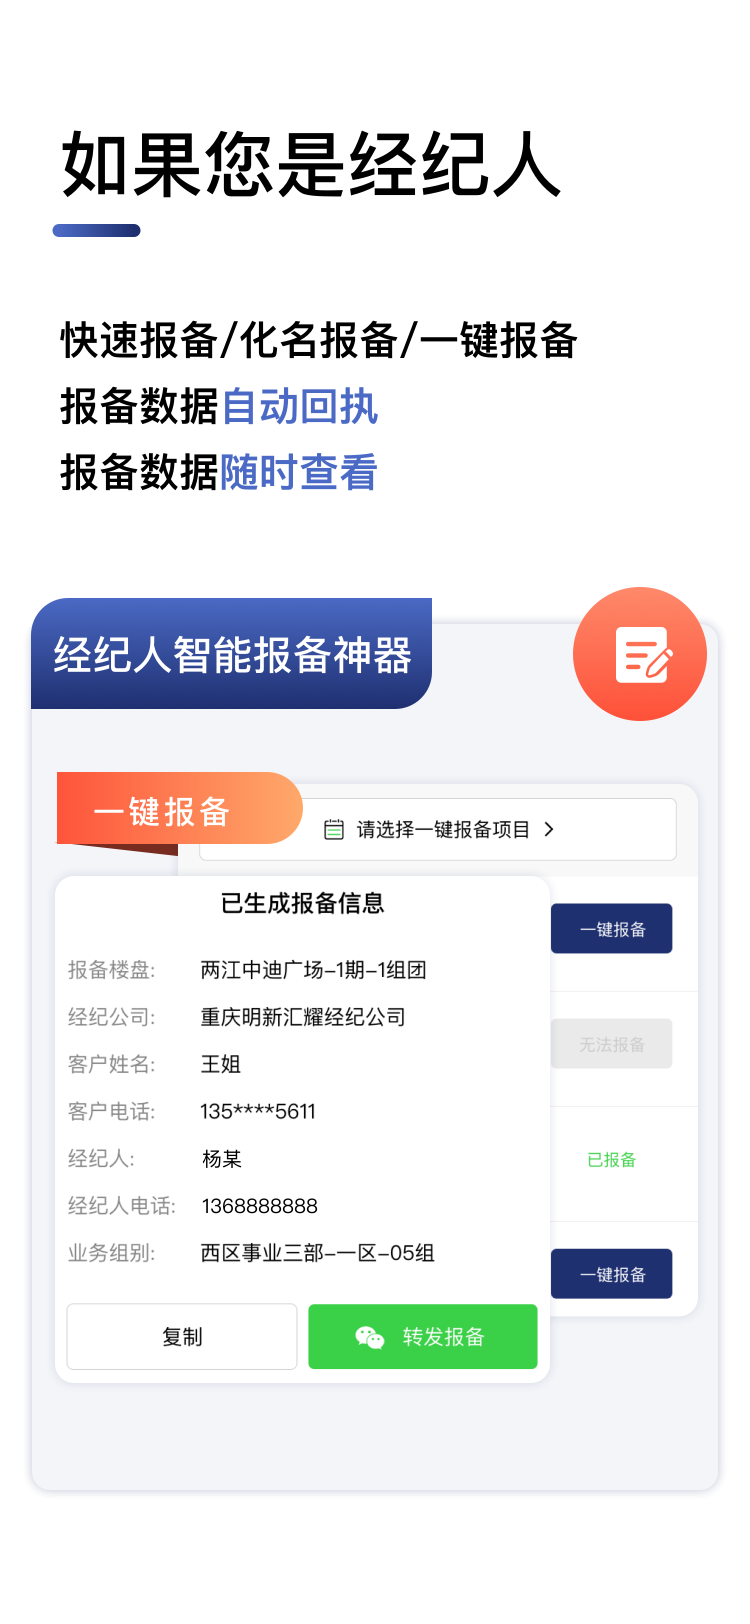 如果您是经纪人
快速报备/化名报备/一键报备
报备数据自动回执
报备数据随时查看
经纪人智能报备神器
一键报备
请选择一键报备项目
已生成报备信息
报备楼盘: 两江中迪广场-1期-1组团
经纪公司: 重庆明新汇耀经纪公司
客户姓名: 王姐
客户电话: 135****5611
经纪人: 杨某
经纪人电话: 1368888888
业务组别: 西区事业三部-一区-05组
复制
转发报备
一键报备
无法报备
已报备
一键报备